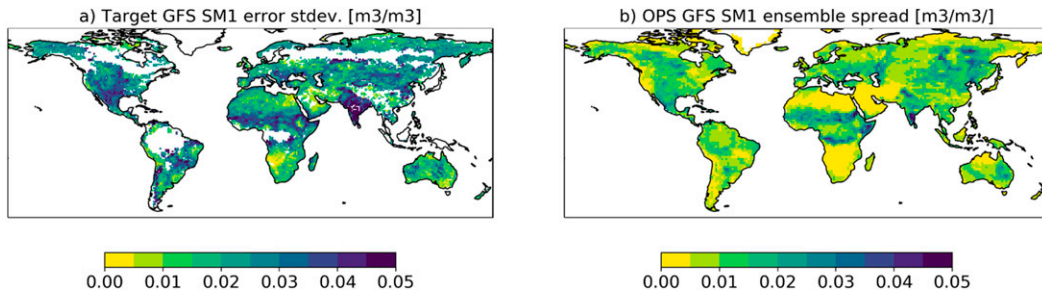 a) Target GFS SM1 error stdev. [m3/m3]
b) OPS GFS SM1 ensemble spread [m3/m3/]
0.00 0.01 0.02 0.03 0.04 0.05
0.00 0.01 0.02 0.03 0.04 0.05